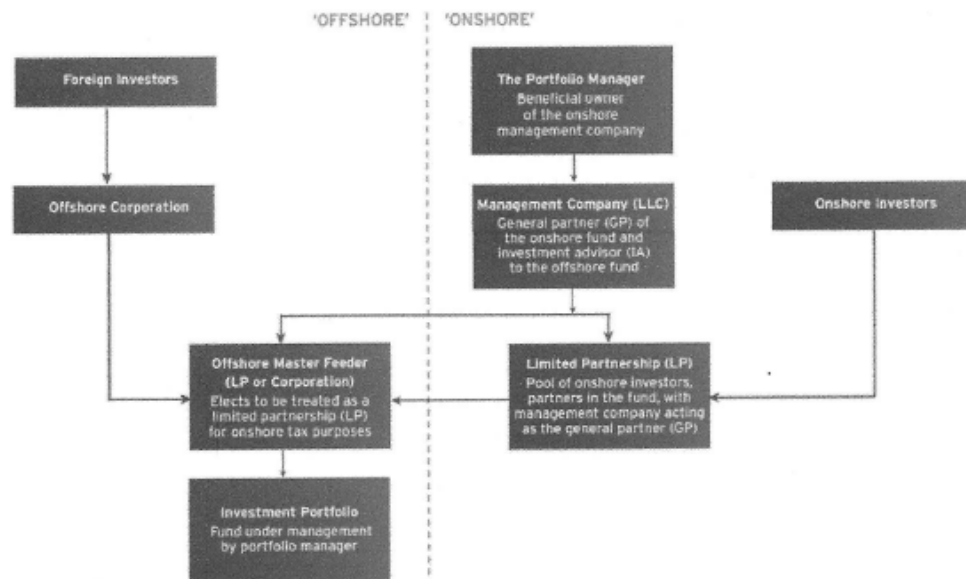 'OFFSHORE'
'ONSHORE'
Foreign Investors
The Portfolio Manager
Beneficial owner
of the onshore
management company
Offshore Corporation
Management Company (LLC)
General partner (GP) of
the onshore fund and
investment advisor (IA)
to the offshore fund
Onshore Investors
Offshore Master Feeder
(LP or Corporation)
Elects to be treated as a
limited partnership (LP)
for onshore tax purposes
Limited Partnership (LP)
Pool of onshore investors,
partners in the fund, with
management company acting
as the general partner (GP)
Investment Portfolio
Fund under management
by portfolio manager